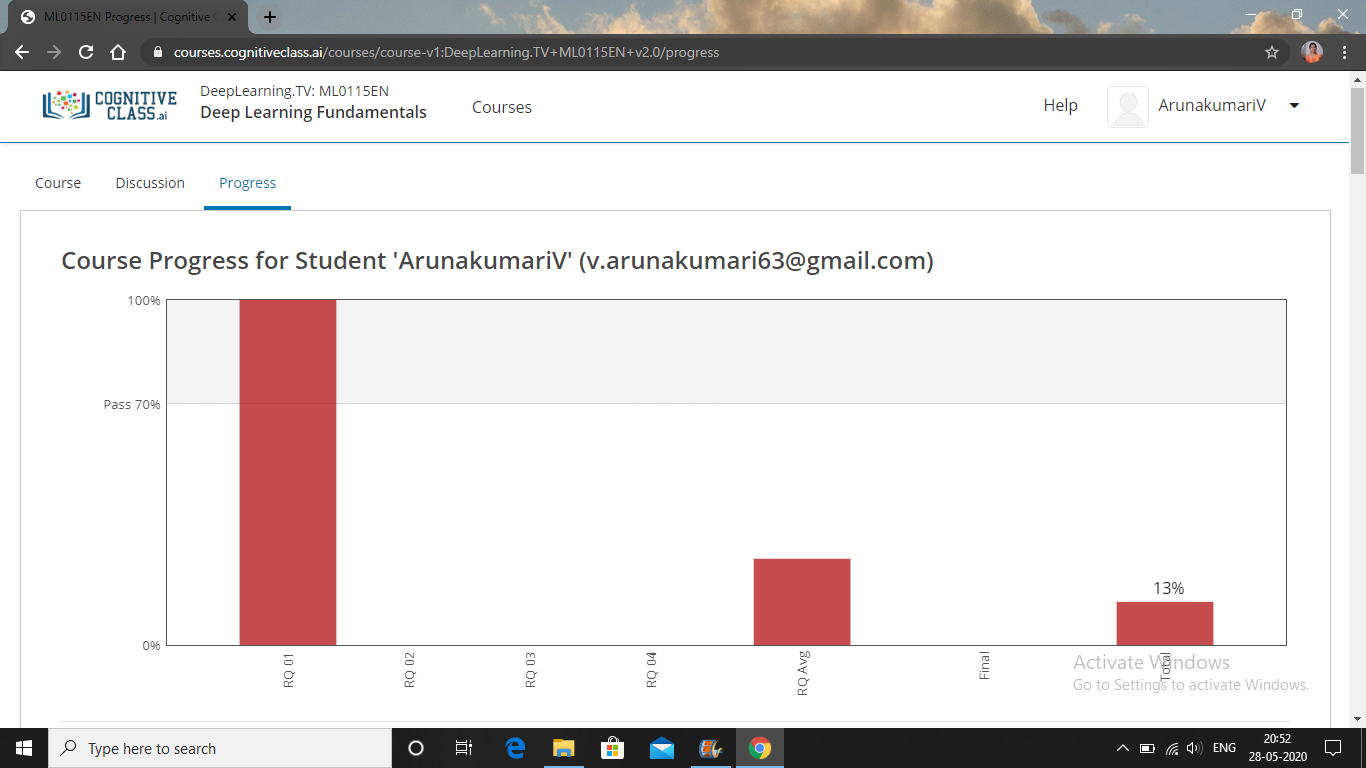 ML0115EN Progress | Cognitive C
courses.cognitiveclass.ai/courses/course-v1:DeepLearning.TV+ML0115EN+v2.0/progress
COGNITIVE
CLASS.ai
DeepLearning.TV: ML0115EN
Deep Learning Fundamentals
Courses
Help
ArunakumariV
Course
Discussion
Progress
Course Progress for Student 'ArunakumariV' (v.arunakumari63@gmail.com)
100%
Pass 70%
0%
13%
RQ 01
RQ 02
RQ 03
RQ 04
RQ Avg
Final
Total
Activate Windows
Go to Settings to activate Windows.
Type here to search
ENG
20:52
28-05-2020